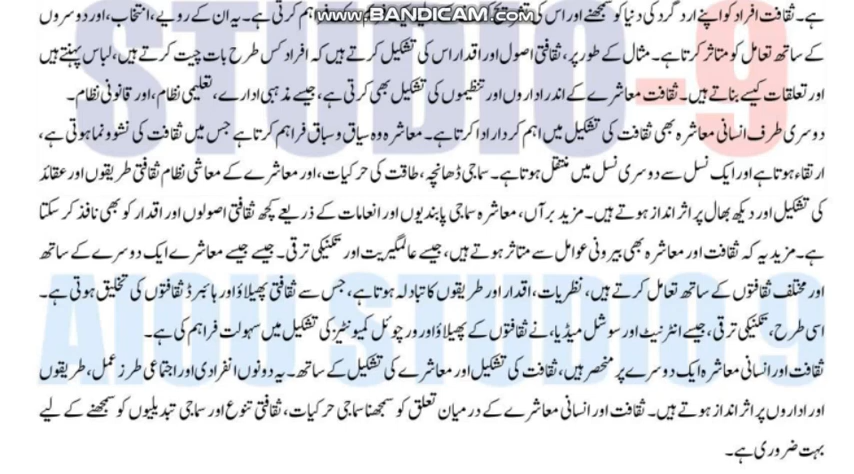 www.BANDICAM.com
ہے۔ ثقافت افراد کو اپنے ارد گرد کی دنیا کو سمجھنے اور اس کی فراہم کرتی ہے۔ یہ ان کے رویے، انتخاب، اور دوسروں
کے ساتھ تعامل کو متاثر کرتا ہے۔ مثال کے طور پر، ثقافتی اصول اور اقدار اس کی تشکیل کرتے ہیں کہ افراد کس طرح بات چیت کرتے ہیں، لباس پہنتے ہیں
اور تعلقات کیسے بناتے ہیں۔ ثقافت معاشرے کے اندر اداروں اور تنظیموں کی تشکیل بھی کرتی ہے، جیسے مذہبی ادارے، تعلیمی نظام، اور قانونی نظام۔
دوسری طرف انسانی معاشرہ بھی ثقافت کی تشکیل میں اہم کردار ادا کرتا ہے۔ معاشرہ وہ سیاق و سباق فراہم کرتا ہے جس میں ثقافت کی نشوونما ہوتی ہے،
ارتقاء ہوتا ہے اور ایک نسل سے دوسری نسل میں منتقل ہوتا ہے۔ سماجی ڈھانچہ، طاقت کی حرکیات، اور معاشرے کے معاشی نظام ثقافتی طریقوں اور عقائد
کی تشکیل اور دیکھ بھال پر اثر انداز ہوتے ہیں۔ مزید برآں، معاشرہ سماجی پابندیوں اور انعامات کے ذریعے کچھ ثقافتی اصولوں اور اقدار کو بھی نافذ کر سکتا
ہے۔ مزید یہ کہ ثقافت اور معاشرہ بھی بیرونی عوامل سے متاثر ہوتے ہیں، جیسے عالمگیریت اور تکنیکی ترقی۔ جیسے جیسے معاشرے ایک دوسرے کے ساتھ
اور مختلف ثقافتوں کے ساتھ تعامل کرتے ہیں، نظریات، اقدار اور طریقوں کا تبادلہ ہوتا ہے، جس سے ثقافتی پھیلاؤ اور ہائبرڈ ثقافتوں کی تخلیق ہوتی ہے۔
اسی طرح، تکنیکی ترقی، جیسے انٹرنیٹ اور سوشل میڈیا، نے ثقافتوں کے پھیلاؤ اور ورچوئل کمیونٹیز کی تشکیل میں سہولت فراہم کی ہے۔
ثقافت اور انسانی معاشرہ ایک دوسرے پر منحصر ہیں، ثقافت کی تشکیل اور معاشرے کی تشکیل کے ساتھ۔ یہ دونوں انفرادی اور اجتماعی طرز عمل، طریقوں
اور اداروں پر اثر انداز ہوتے ہیں۔ ثقافت اور انسانی معاشرے کے درمیان تعلق کو سمجھنا سماجی حرکیات، ثقافتی تنوع اور سماجی تبدیلیوں کو سمجھنے کے لیے
بہت ضروری ہے۔
STUDIO-9
AIOU STUDIO 9